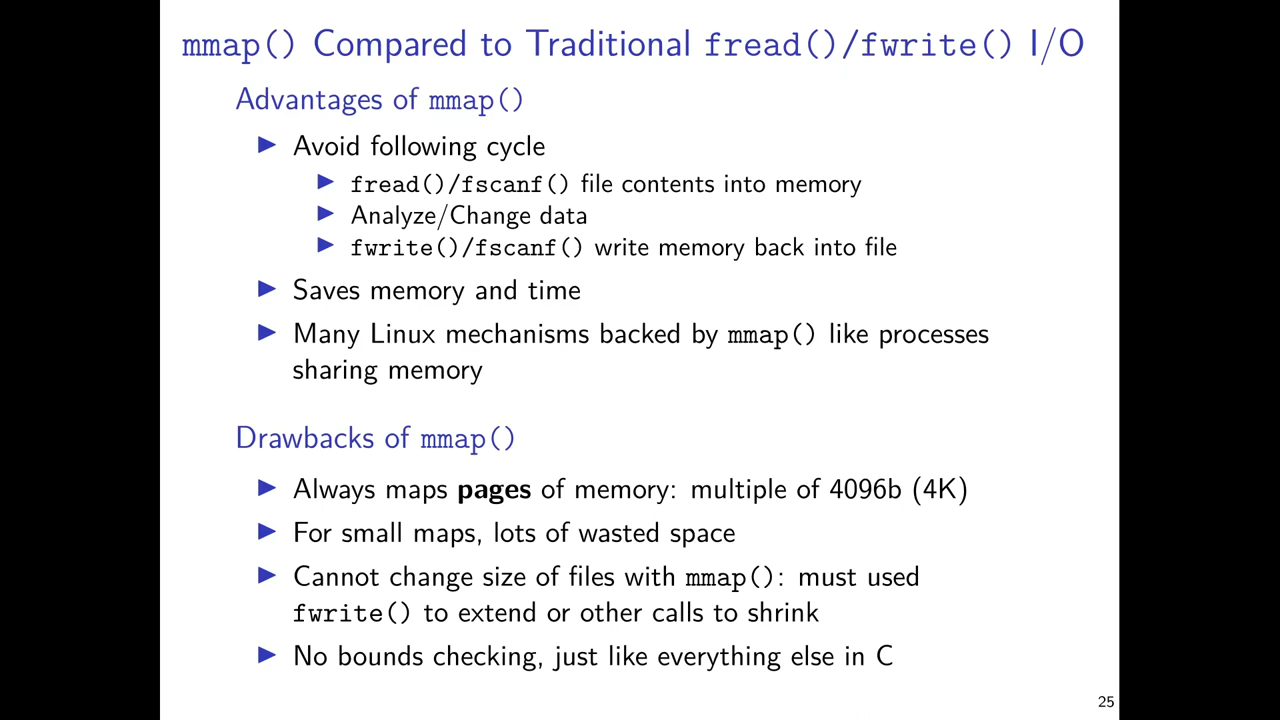 mmap() Compared to Traditional fread()/fwrite() I/O
Advantages of mmap()
▶ Avoid following cycle
▶ fread()/fscanf() file contents into memory
▶ Analyze/Change data
▶ fwrite()/fscanf() write memory back into file
▶ Saves memory and time
▶ Many Linux mechanisms backed by mmap() like processes
sharing memory
Drawbacks of mmap()
▶ Always maps pages of memory: multiple of 4096b (4K)
▶ For small maps, lots of wasted space
▶ Cannot change size of files with mmap(): must used
fwrite() to extend or other calls to shrink
▶ No bounds checking, just like everything else in C
25